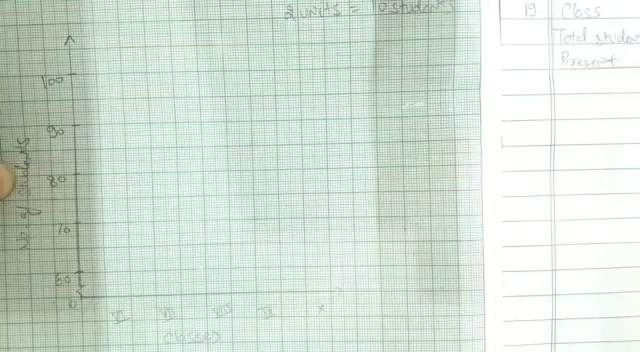 2 units = 10 students
100
90
80
70
60
0
No of students
VI VII VIII IX X
Classes
19. Class
Total studen
Present